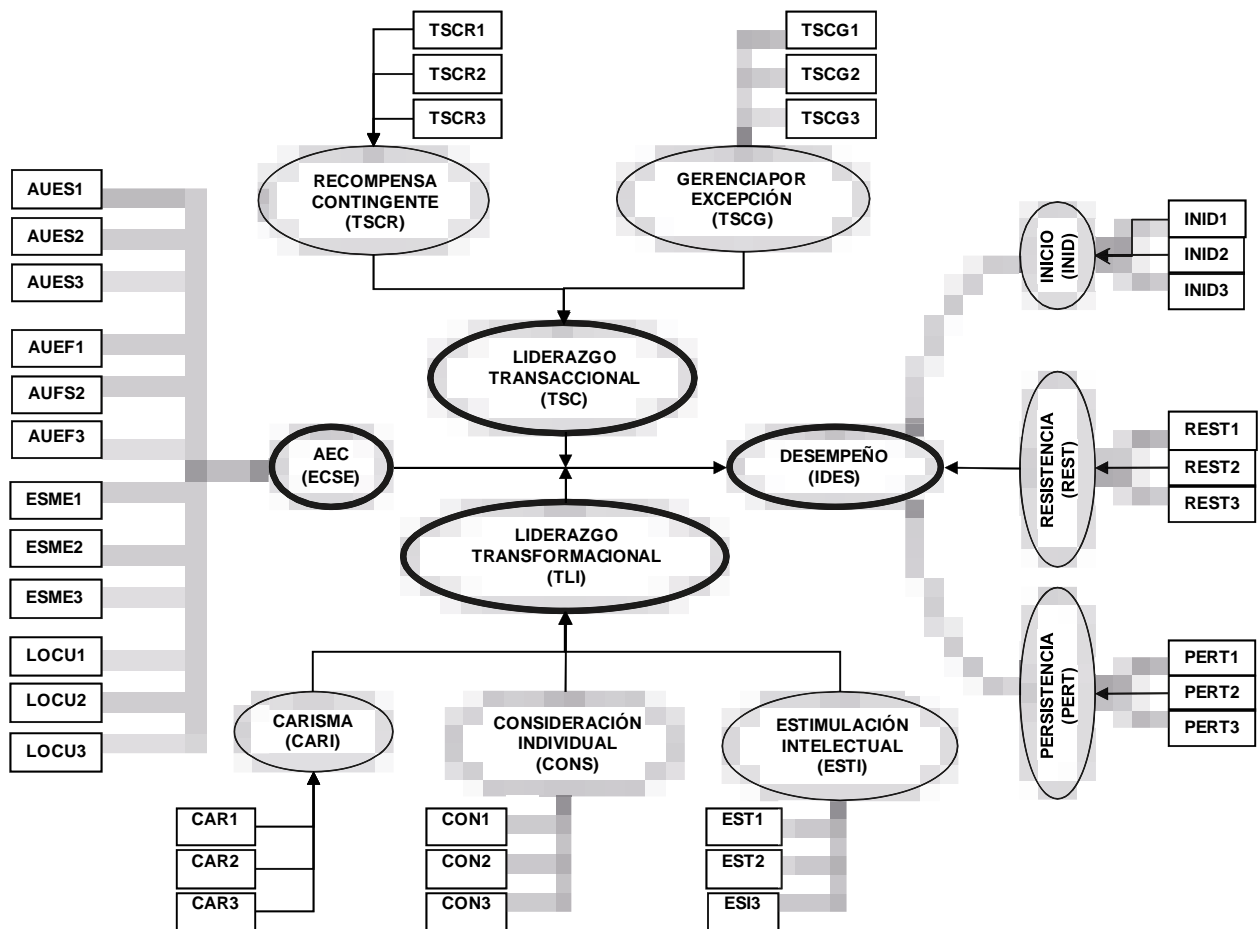 TSCR1
TSCR2
TSCR3
TSCG1
TSCG2
TSCG3
RECOMPENSA
CONTINGENTE
(TSCR)
GERENCIAPOR
EXCEPCIÓN
(TSCG)
AUES1
AUES2
AUES3
AUEF1
AUFS2
AUEF3
ESME1
ESME2
ESME3
LOCU1
LOCU2
LOCU3
LIDERAZGO
TRANSACCIONAL
(TSC)
AEC
(ECSE)
DESEMPEÑO
(IDES)
LIDERAZGO
TRANSFORMACIONAL
(TLI)
INICIO
(INID)
INID1
INID2
INID3
RESISTENCIA
(REST)
REST1
REST2
REST3
PERSISTENCIA
(PERT)
PERT1
PERT2
PERT3
CARISMA
(CARI)
CONSIDERACIÓN
INDIVIDUAL
(CONS)
ESTIMULACIÓN
INTELECTUAL
(ESTI)
CAR1
CAR2
CAR3
CON1
CON2
CON3
EST1
EST2
ESI3